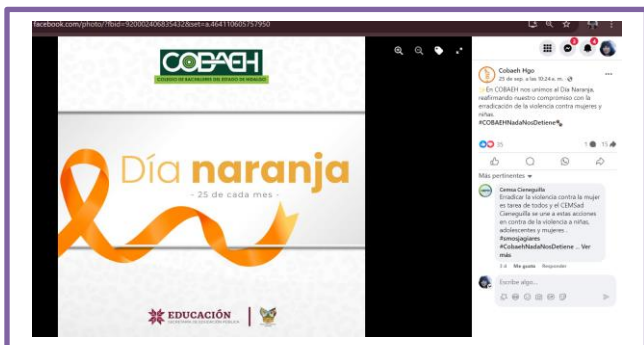 facebook.com/photo/?fbid=920002406835432&set=a.464110605757950
COBAEH
COLEGIO DE BACHILLERES DEL ESTADO DE HIDALGO
Día naranja
- 25 de cada mes -
EDUCACIÓN
SECRETARÍA DE EDUCACIÓN PÚBLICA
Cobaeh Hgo
25 de sep. a las 10:24 a. m.
En COBAEH nos unimos al Día Naranja,
reafirmando nuestro compromiso con la
erradicación de la violencia contra mujeres y
niñas.
#COBAEHNadaNosDetiene
35
1
15
Más pertinentes
Cemsa Cieneguilla
Erradicar la violencia contra la mujer
es tarea de todos y el CEMSad
Cieneguilla se une a estas acciones
en contra de la violencia a niñas,
adolescentes y mujeres..
#amosjagiares
#CobaehNadaNosDetiene … Ver
más
Me gusta Responder
Escribe algo...